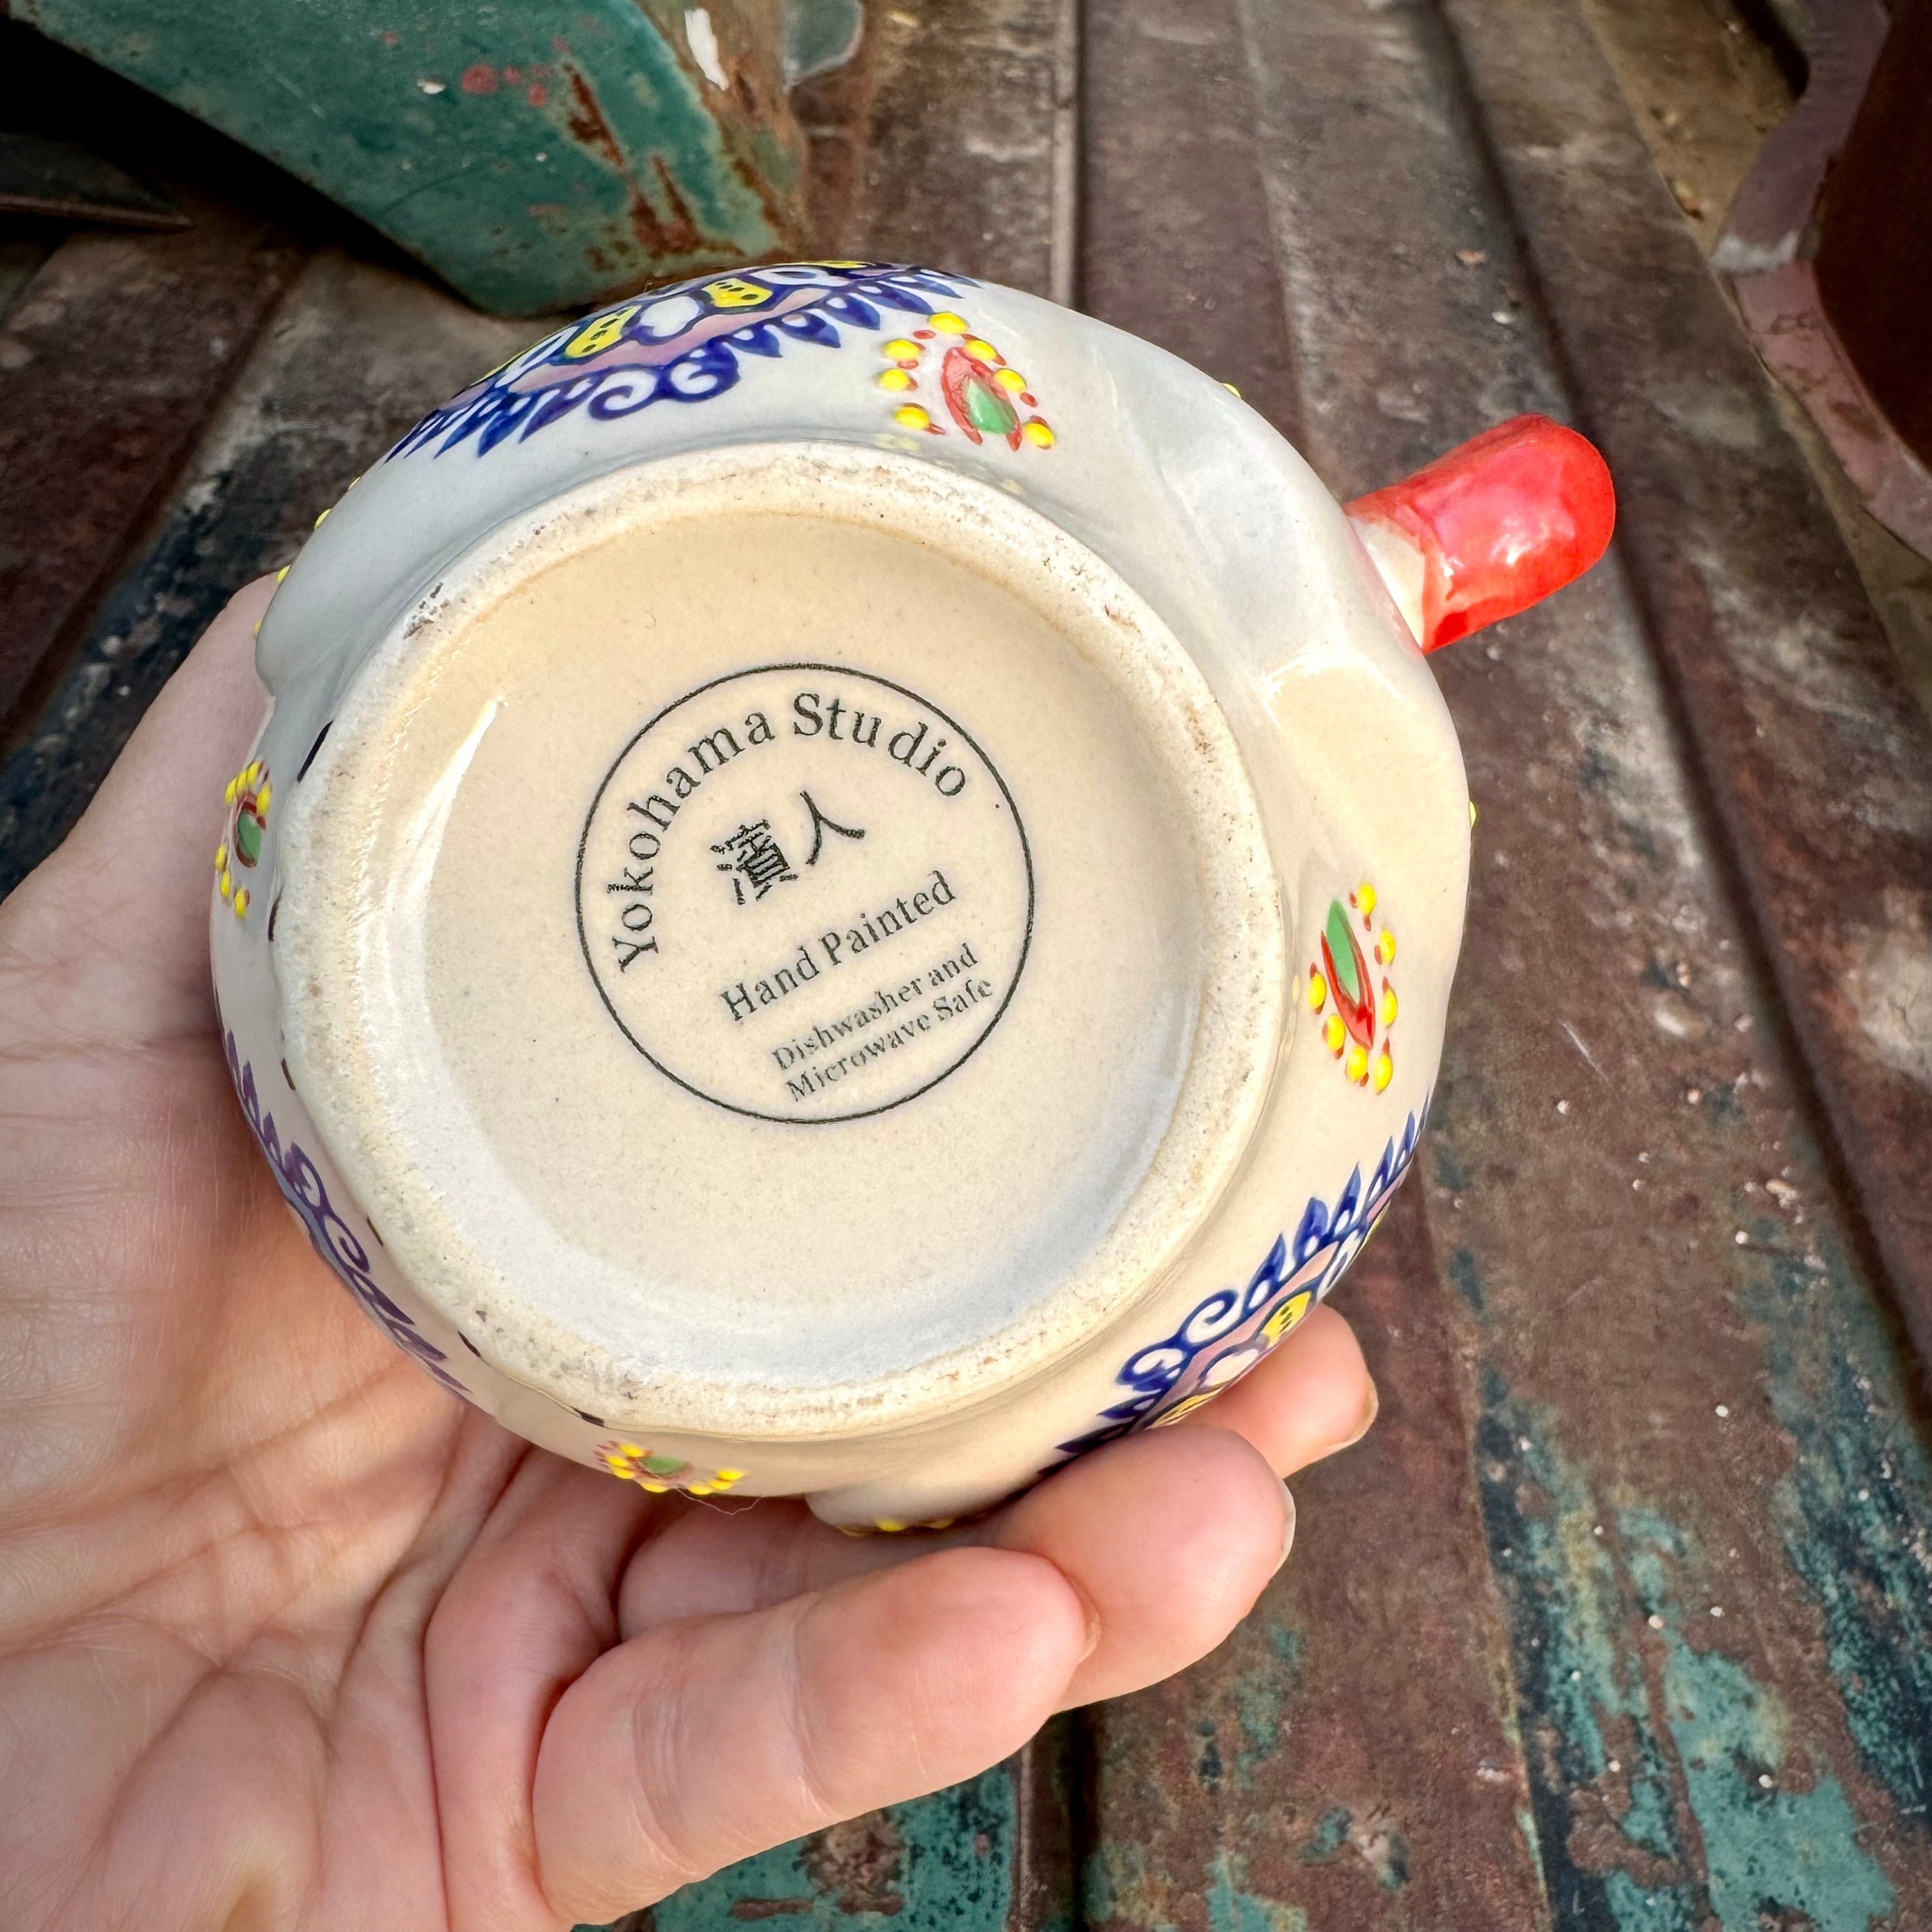 Yokohama Studio
濱人
Hand Painted
Dishwasher and
Microwave Safe